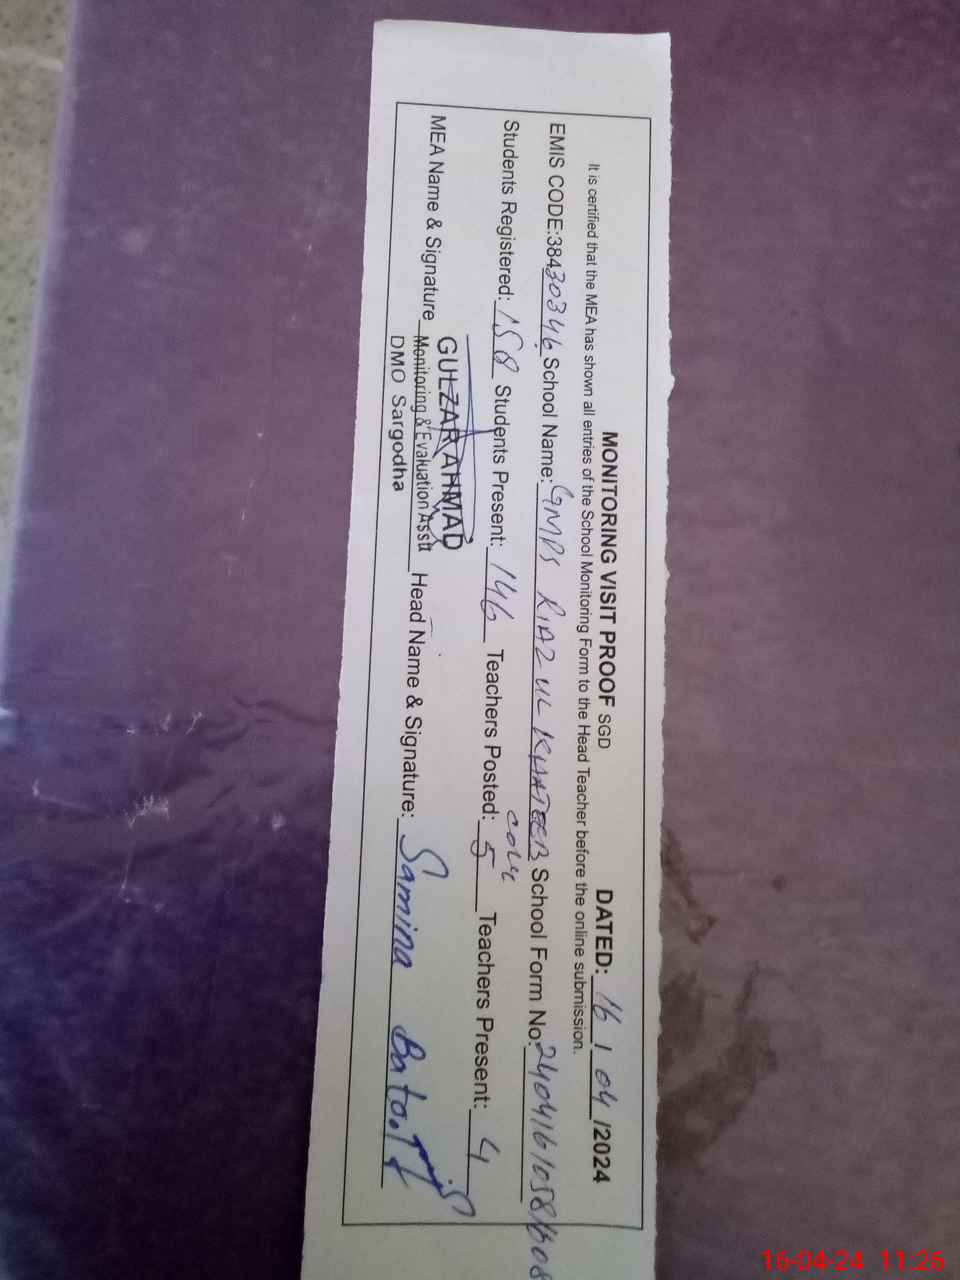 MONITORING VISIT PROOF SGD DATED: 16 / 04 /2024
It is certified that the MEA has shown all entries of the School Monitoring Form to the Head Teacher before the online submission.
EMIS CODE:38430346 School Name: GMPS RIAZ UL KHATEEB School Form No.
colo
Students Registered: 158 Students Present: 146 Teachers Posted: 5 Teachers Present: 4
GULZAR AHMAD
MEA Name & Signature Monitoring & Evaluation Asstt Head Name & Signature: Samina
DMO Sargodha
16-04-24 11:26